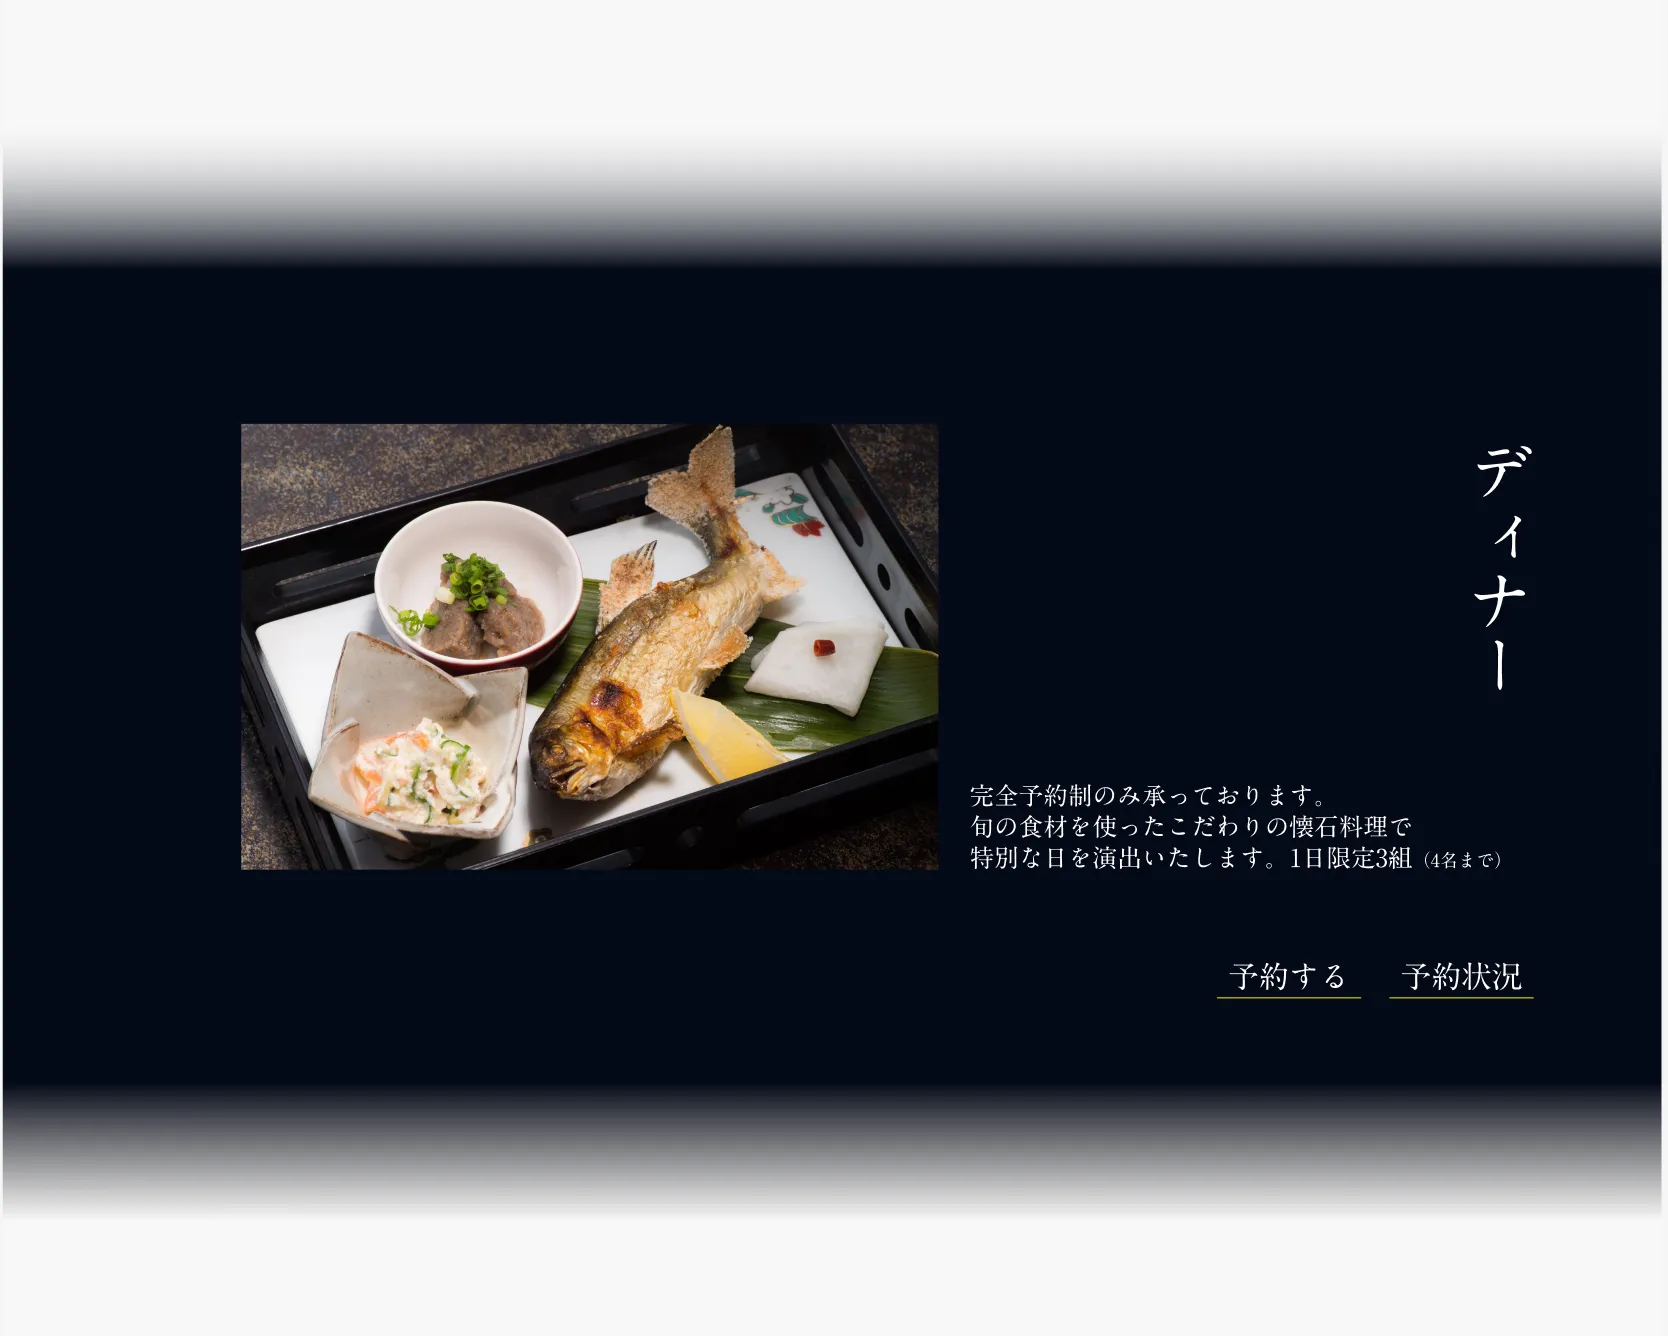 ディナー
完全予約制のみ承っております。
旬の食材を使ったこだわりの懐石料理で
特別な日を演出いたします。1日限定3組（4名まで）
予約する 予約状況